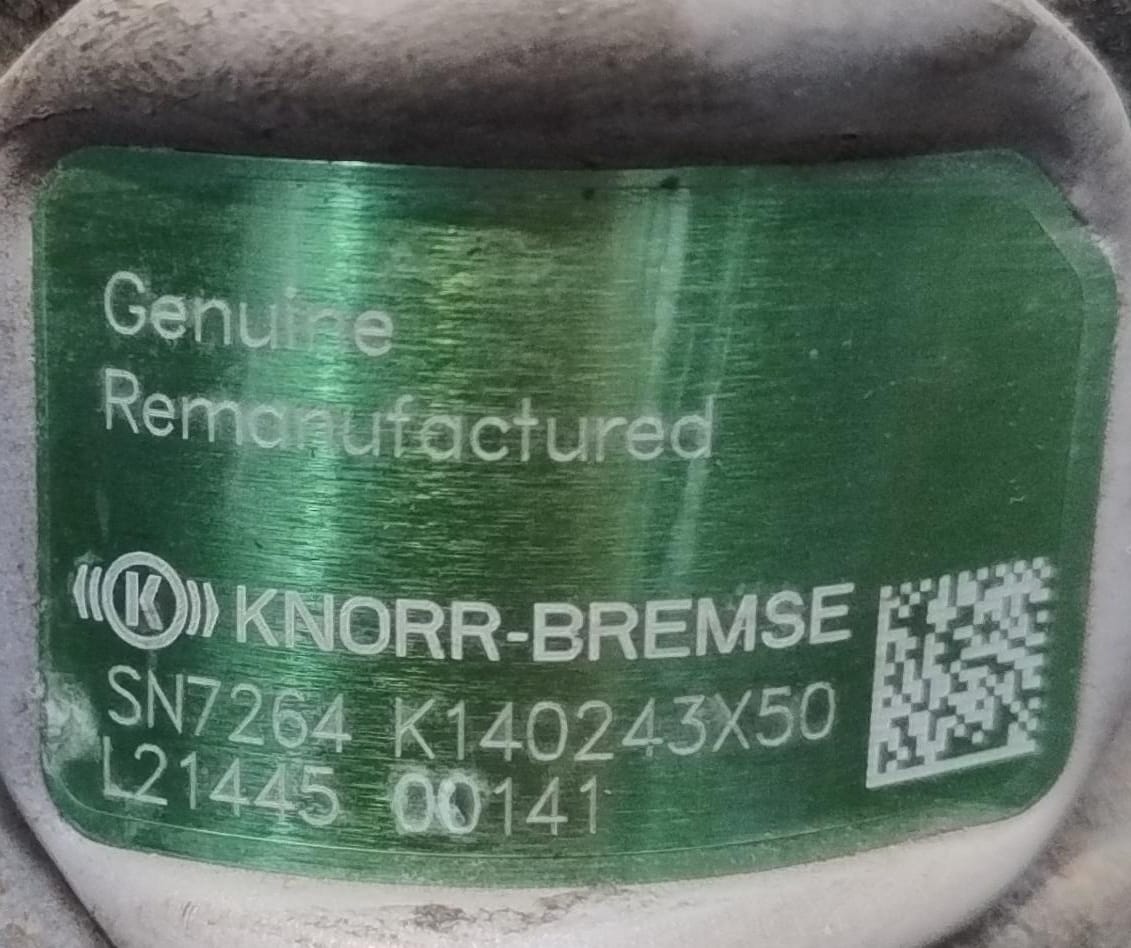 Genuine
Remanufactured
K KNORR-BREMSE
SN7264 K140243X50
L21445 00141